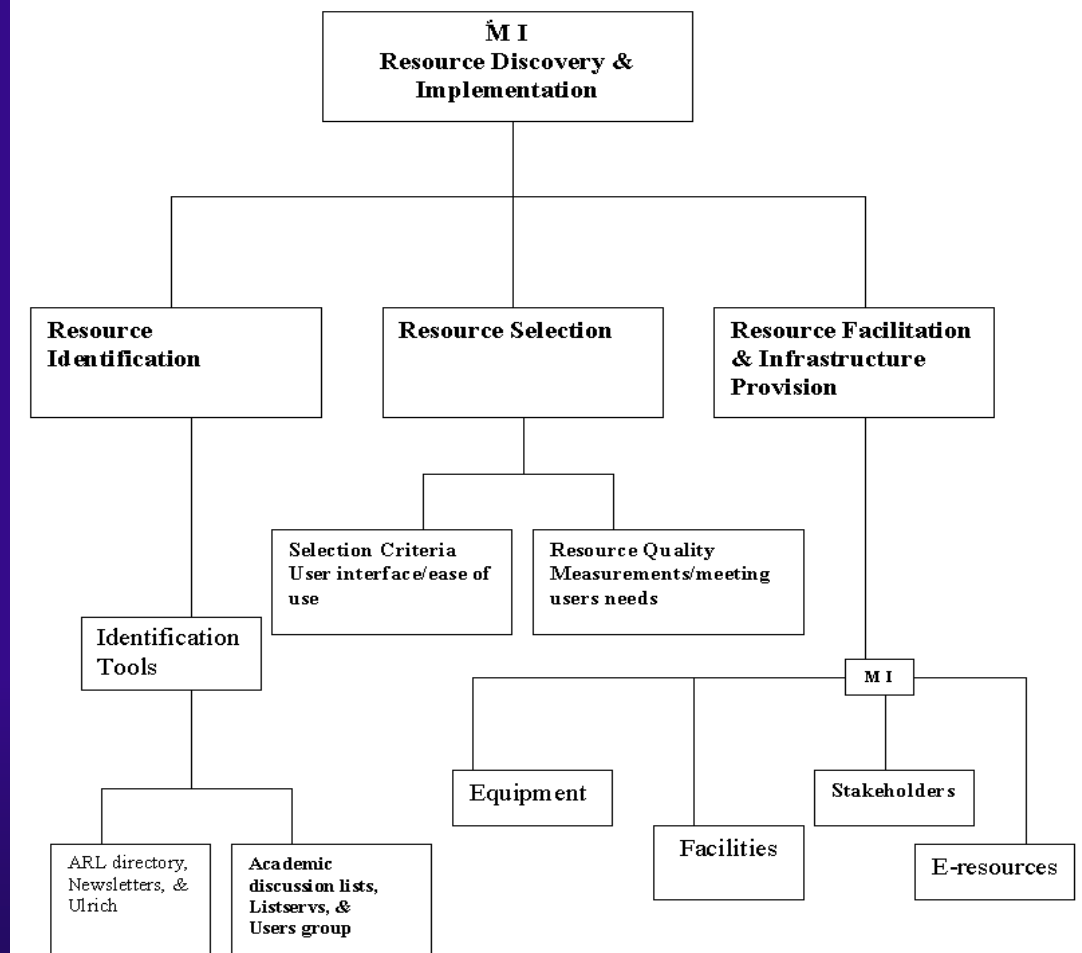 M I
Resource Discovery &
Implementation
Resource
Identification
Resource Selection
Resource Facilitation
& Infrastructure
Provision
Selection Criteria
User interface/ease of
use
Resource Quality
Measurements/meeting
users needs
Identification
Tools
M I
Equipment
Facilities
Stakeholders
E-resources
ARL directory,
Newsletters, &
Ulrich
Academic
discussion lists,
Listservs, &
Users group